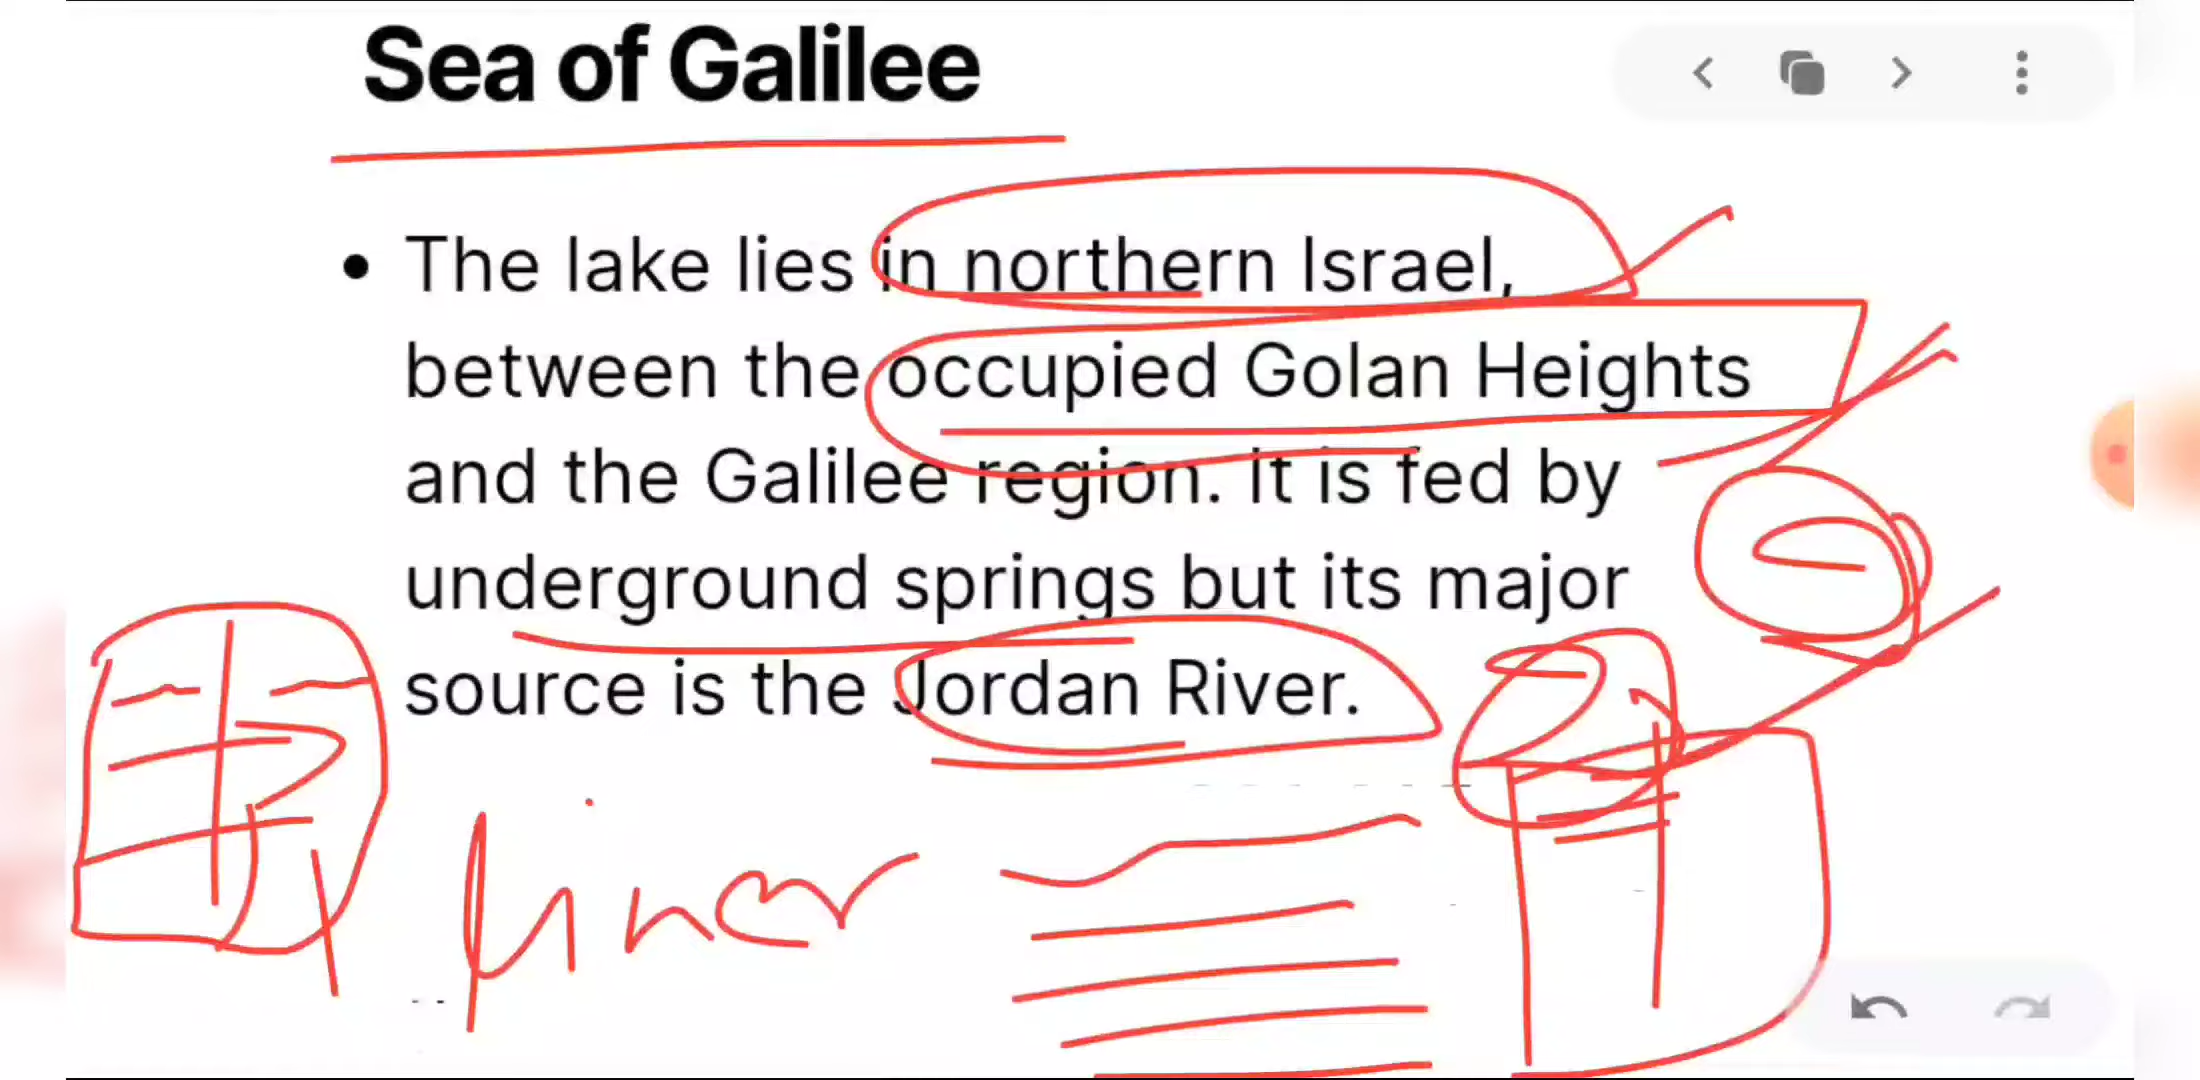 Sea of Galilee
• The lake lies in northern Israel,
between the occupied Golan Heights
and the Galilee region. It is fed by
underground springs but its major
source is the Jordan River.